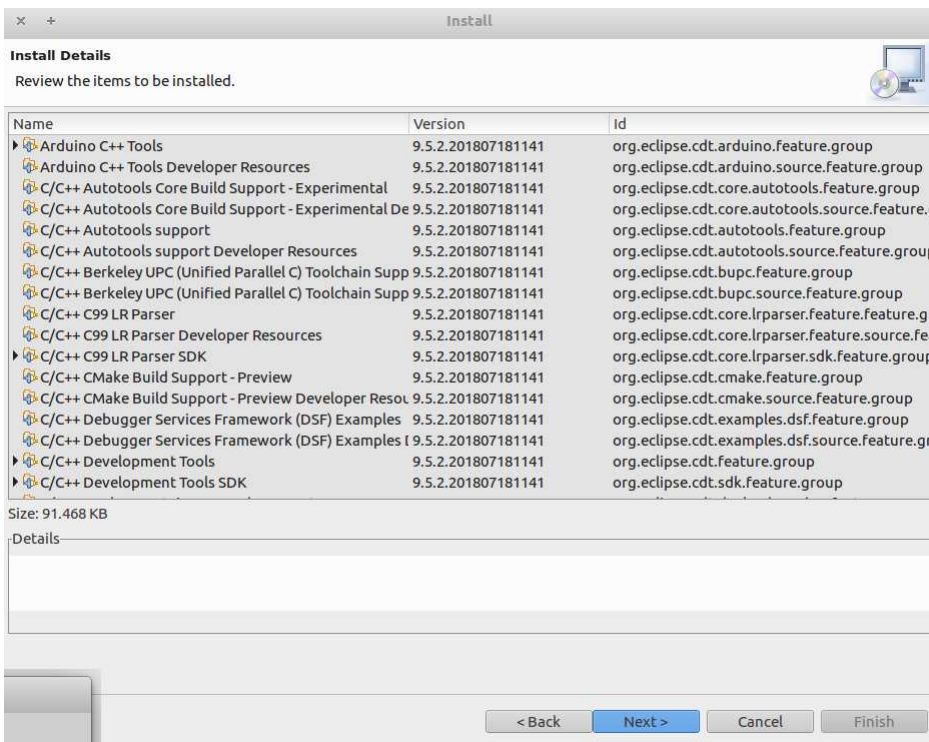 Install
Install Details
Review the items to be installed.
Name Version Id
Arduino C++ Tools 9.5.2.201807181141 org.eclipse.cdt.arduino.feature.group
Arduino C++ Tools Developer Resources 9.5.2.201807181141 org.eclipse.cdt.arduino.source.feature.group
C/C++ Autotools Core Build Support - Experimental 9.5.2.201807181141 org.eclipse.cdt.core.autotools.feature.group
C/C++ Autotools Core Build Support - Experimental De 9.5.2.201807181141 org.eclipse.cdt.core.autotools.source.feature.
C/C++ Autotools support 9.5.2.201807181141 org.eclipse.cdt.autotools.feature.group
C/C++ Autotools support Developer Resources 9.5.2.201807181141 org.eclipse.cdt.autotools.source.feature.group
C/C++ Berkeley UPC (Unified Parallel C) Toolchain Supp 9.5.2.201807181141 org.eclipse.cdt.bupc.feature.group
C/C++ Berkeley UPC (Unified Parallel C) Toolchain Supp 9.5.2.201807181141 org.eclipse.cdt.bupc.source.feature.group
C/C++ C99 LR Parser 9.5.2.201807181141 org.eclipse.cdt.core.lrparser.feature.feature.g
C/C++ C99 LR Parser Developer Resources 9.5.2.201807181141 org.eclipse.cdt.core.lrparser.feature.source.fe
C/C++ C99 LR Parser SDK 9.5.2.201807181141 org.eclipse.cdt.core.lrparser.sdk.feature.group
C/C++ CMake Build Support - Preview 9.5.2.201807181141 org.eclipse.cdt.cmake.feature.group
C/C++ CMake Build Support - Preview Developer Resou 9.5.2.201807181141 org.eclipse.cdt.cmake.source.feature.group
C/C++ Debugger Services Framework (DSF) Examples 9.5.2.201807181141 org.eclipse.cdt.examples.dsf.feature.group
C/C++ Debugger Services Framework (DSF) Examples 9.5.2.201807181141 org.eclipse.cdt.examples.dsf.source.feature.gr
C/C++ Development Tools 9.5.2.201807181141 org.eclipse.cdt.feature.group
C/C++ Development Tools SDK 9.5.2.201807181141 org.eclipse.cdt.sdk.feature.group
Size: 91.468 KB
Details
< Back Next > Cancel Finish